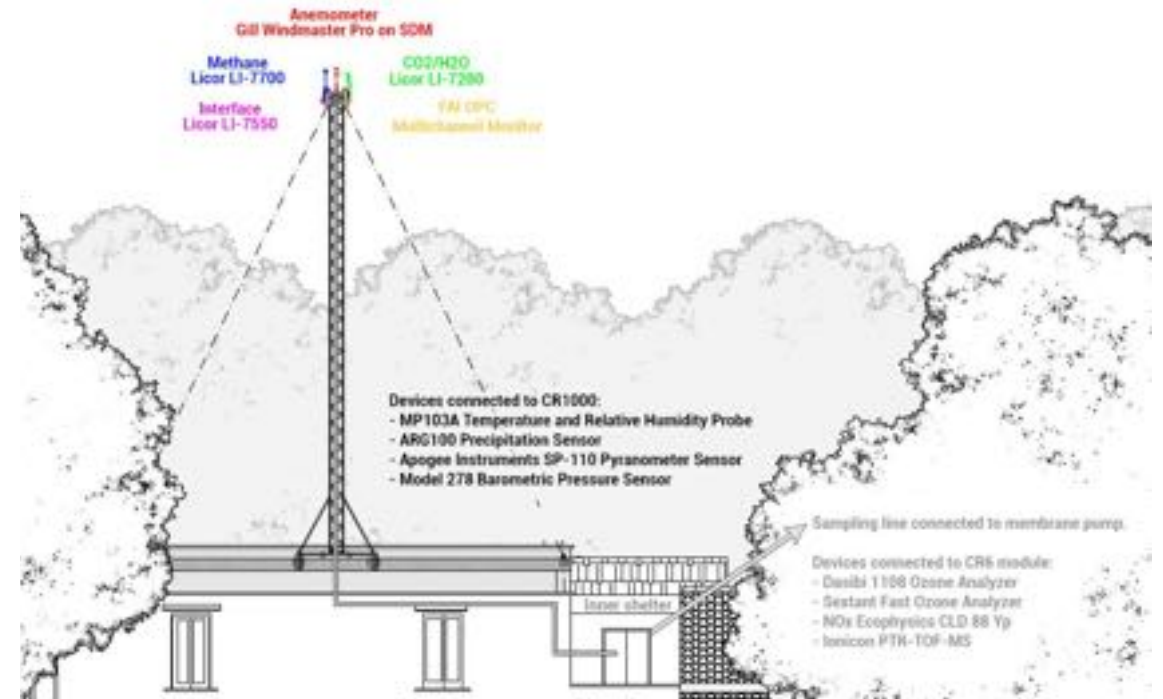 Anemometer
Gill Windmaster Pro on SDM
Methane
Licor LI-7700
CO2/H2O
Licor LI-7200
Interface
Licor LI-7550
FAI OPC
Multichannel Monitor
Devices connected to CR1000:
- MP103A Temperature and Relative Humidity Probe
- ARG100 Precipitation Sensor
- Apogee Instruments SP-110 Pyranometer Sensor
- Model 278 Barometric Pressure Sensor
Sampling line connected to membrane pump.
Devices connected to CR6 module:
- Dasibi 1108 Ozone Analyzer
- Sextant Fast Ozone Analyzer
- NOx Ecophysics CLD 88 Yp
- Ionicon PTR-TOF-MS
Inner shelter